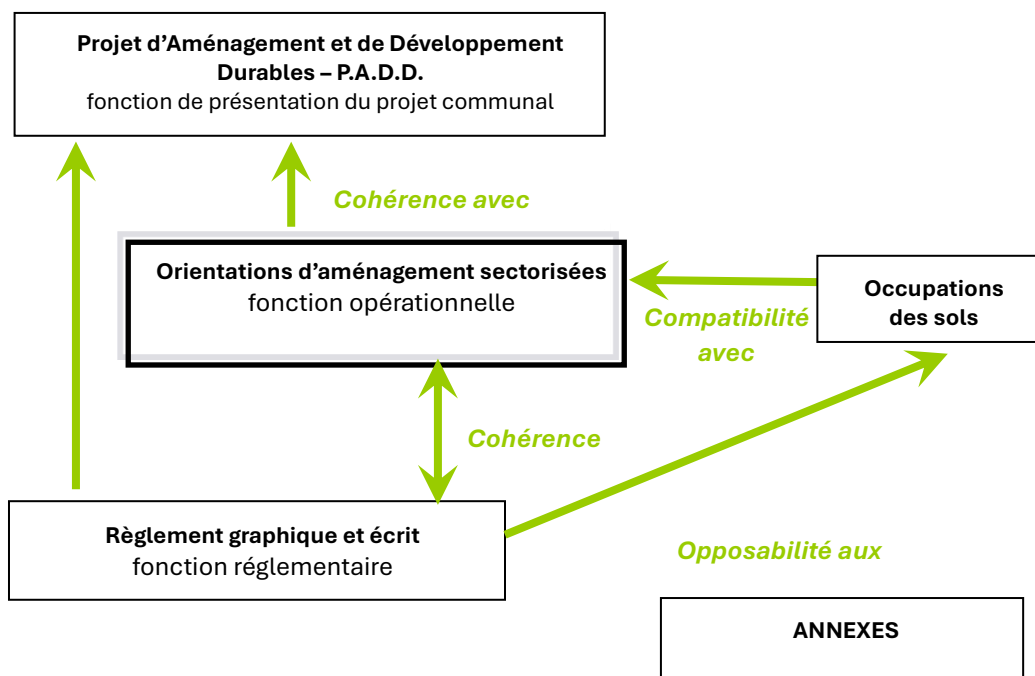 Projet d’Aménagement et de Développement
Durables – P.A.D.D.
fonction de présentation du projet communal
Cohérence avec
Orientations d’aménagement sectorisées
fonction opérationnelle
Occupations
des sols
Compatibilité
avec
Cohérence
Règlement graphique et écrit
fonction réglementaire
Opposabilité aux
ANNEXES